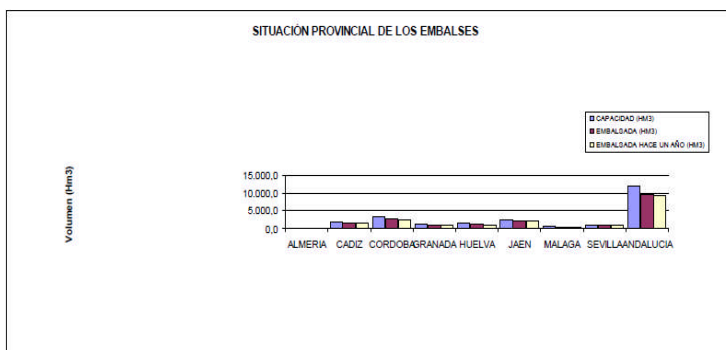 SITUACIÓN PROVINCIAL DE LOS EMBALSES
CAPACIDAD (HM3)
EMBALSADA (HM3)
EMBALSADA HACE UN AÑO (HM3)
Volumen (Hm3)
15.000,0
10.000,0
5.000,0
0,0
ALMERIA CADIZ CORDOBA GRANADA HUELVA JAEN MALAGA SEVILLA ANDALUCIA